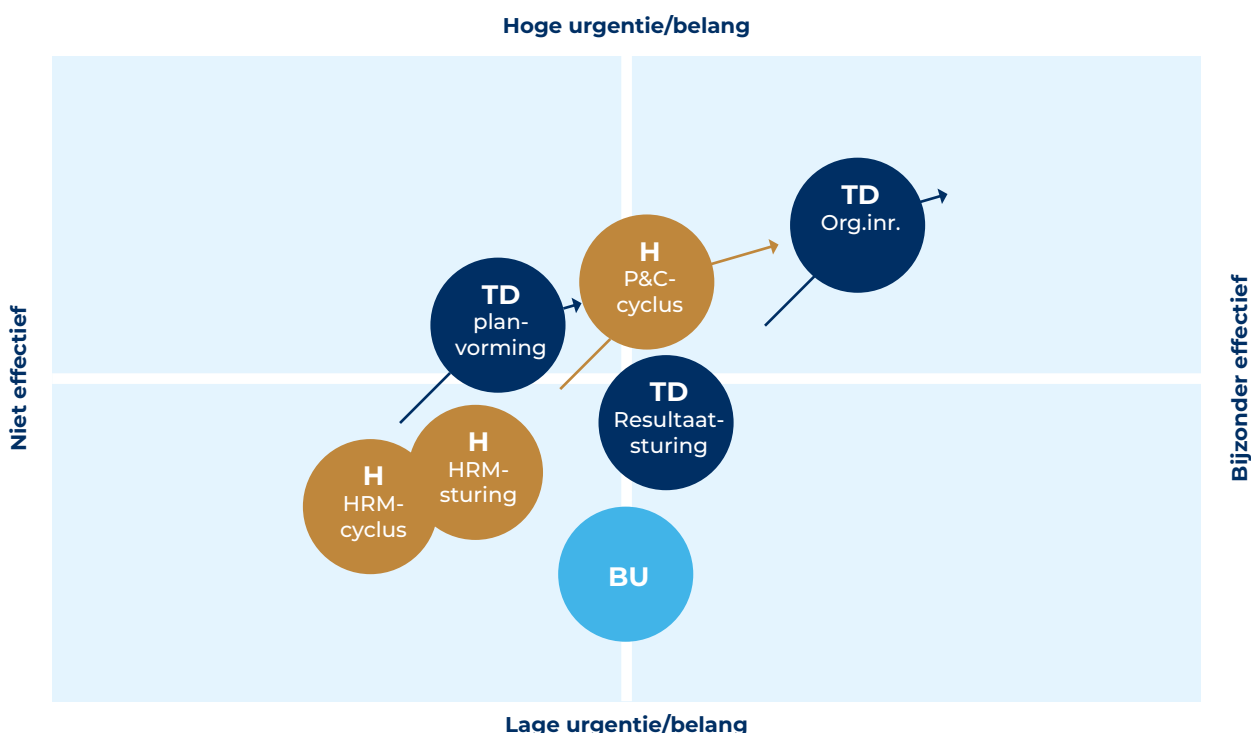 Hoge urgentie/belang
TD
Org.inr.
H
P&C-
cyclus
TD
plan-
vorming
Niet effectief
Bijzonder effectief
TD
Resultaat-
sturing
H
HRM-
sturing
H
HRM-
cyclus
BU
Lage urgentie/belang